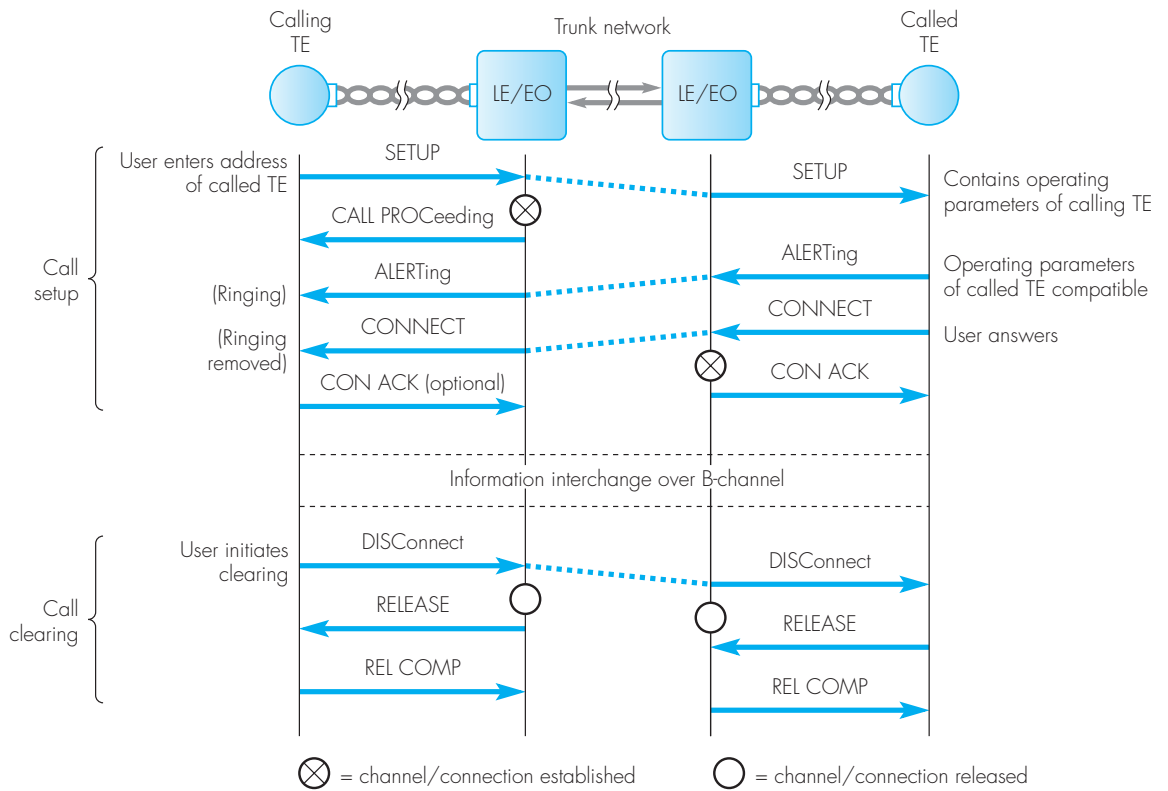 Calling
TE
Trunk network
Called
TE
LE/EO
LE/EO
User enters address
of called TE
SETUP
SETUP
Contains operating
parameters of calling TE
CALL PROCeeding
Call
setup
(Ringing)
ALERTing
ALERTing
Operating parameters
of called TE compatible
(Ringing
removed)
CONNECT
CONNECT
User answers
CON ACK (optional)
CON ACK
Information interchange over B-channel
User initiates
clearing
DISConnect
DISConnect
Call
clearing
RELEASE
RELEASE
REL COMP
REL COMP
= channel/connection established
= channel/connection released